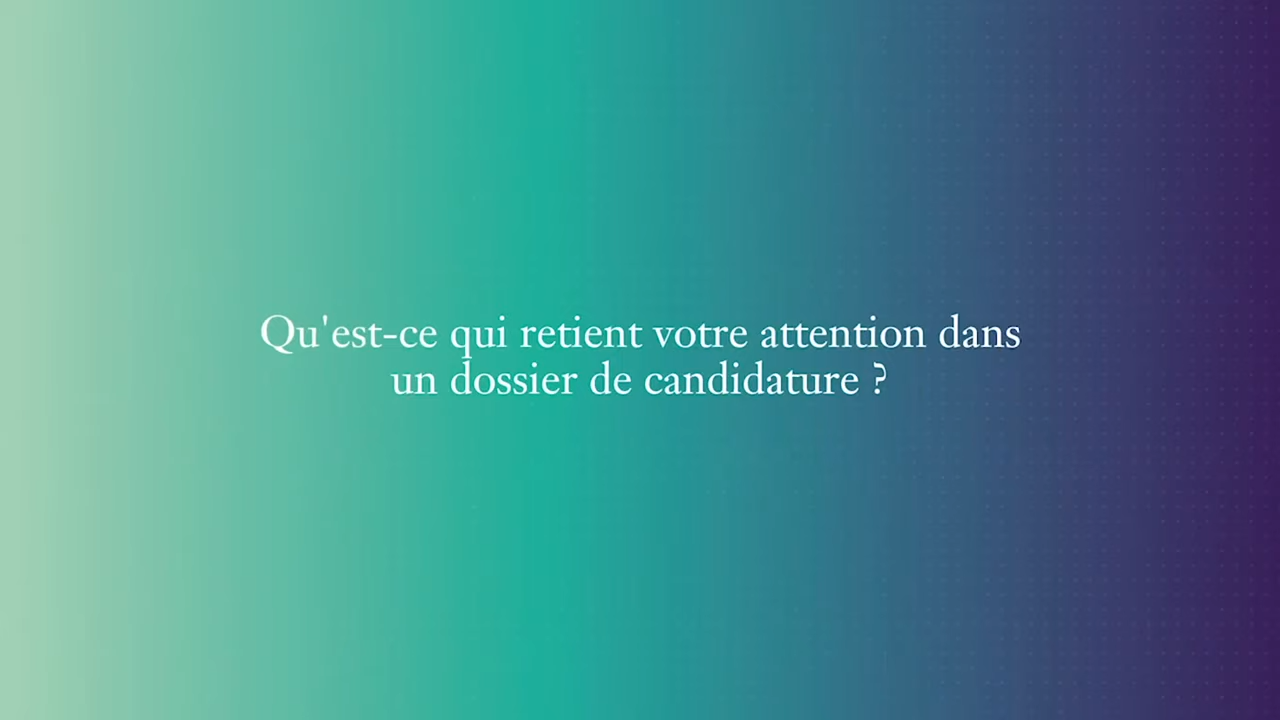 Qu'est-ce qui retient votre attention dans
un dossier de candidature ?